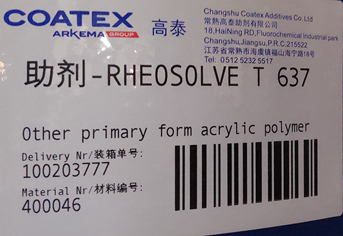 COATEX
ARKEMA GROUP
高泰
Changshu Coatex Additives Co.Ltd
常熟高泰助剂有限公司
18,HaiNing RD,Fluorochemical Industrial park
Changshu,Jiangsu,P.R.C.215522
江苏省常熟市海虞镇福山海宁路18号
Tel: 0512 5232 5517
助剂-RHEOSOLVE T 637
Other primary form acrylic polymer
Delivery Nr/装箱单号:
100203777
Material Nr/材料编号:
400046